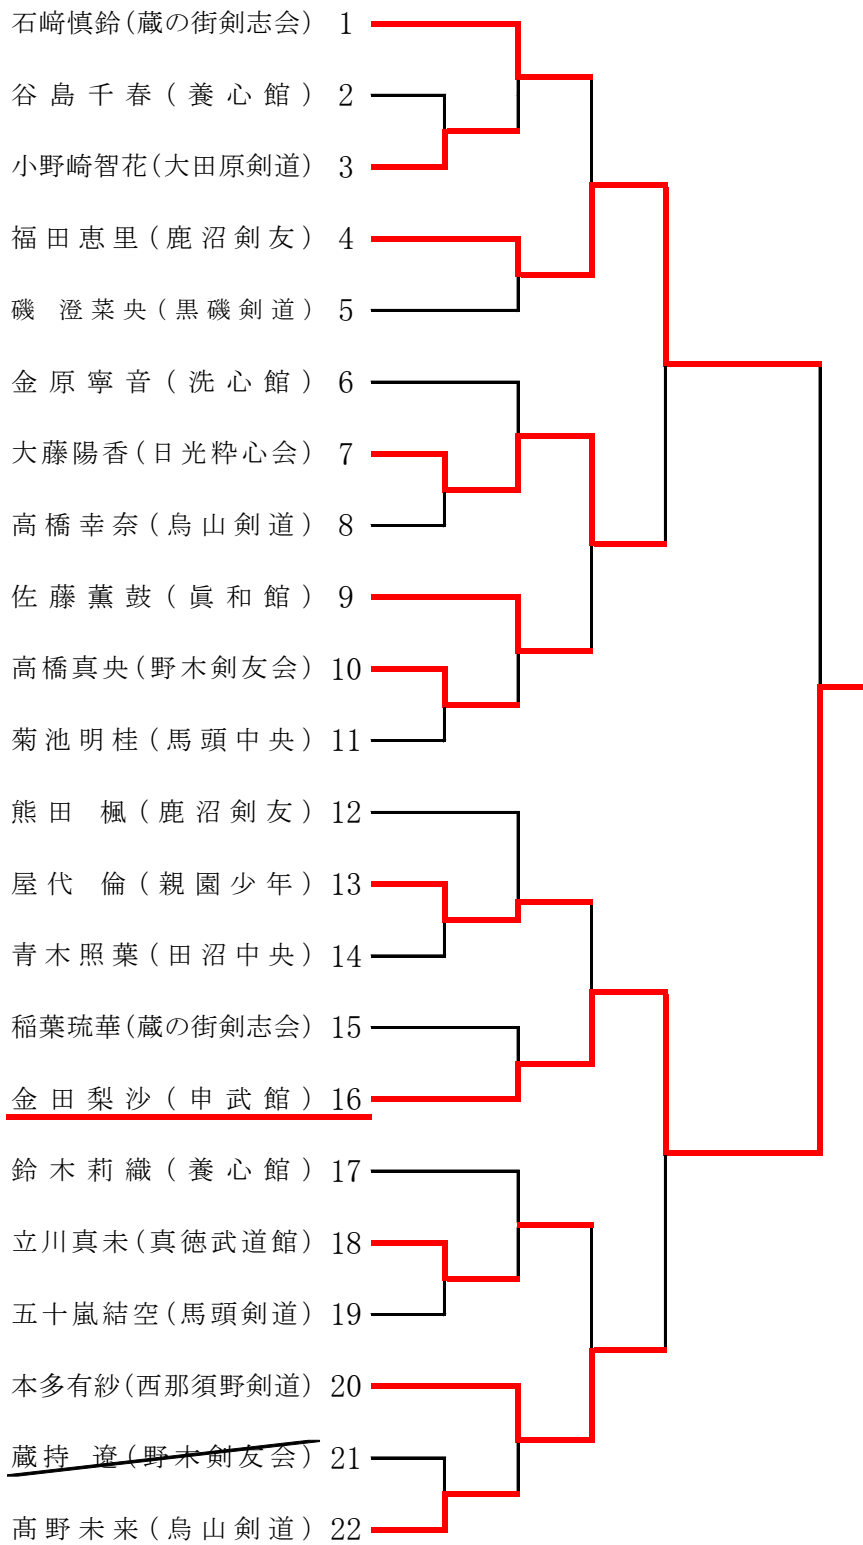 石﨑慎鈴(蔵の街剣志会) 1
谷島千春(養心館) 2
小野崎智花(大田原剣道) 3
福田恵里(鹿沼剣友) 4
磯 澄菜央(黒磯剣道) 5
金原寧音(洗心館) 6
大藤陽香(日光粋心会) 7
高橋幸奈(烏山剣道) 8
佐藤薫鼓(眞和館) 9
高橋真央(野木剣友会) 10
菊池明桂(馬頭中央) 11
熊田 楓(鹿沼剣友) 12
屋代 倫(親園少年) 13
青木照葉(田沼中央) 14
稲葉琉華(蔵の街剣志会) 15
金田梨沙(申武館) 16
鈴木莉織(養心館) 17
立川真未(真徳武道館) 18
五十嵐結空(馬頭剣道) 19
本多有紗(西那須野剣道) 20
蔵持 遼(野木剣友会) 21
髙野未来(烏山剣道) 22